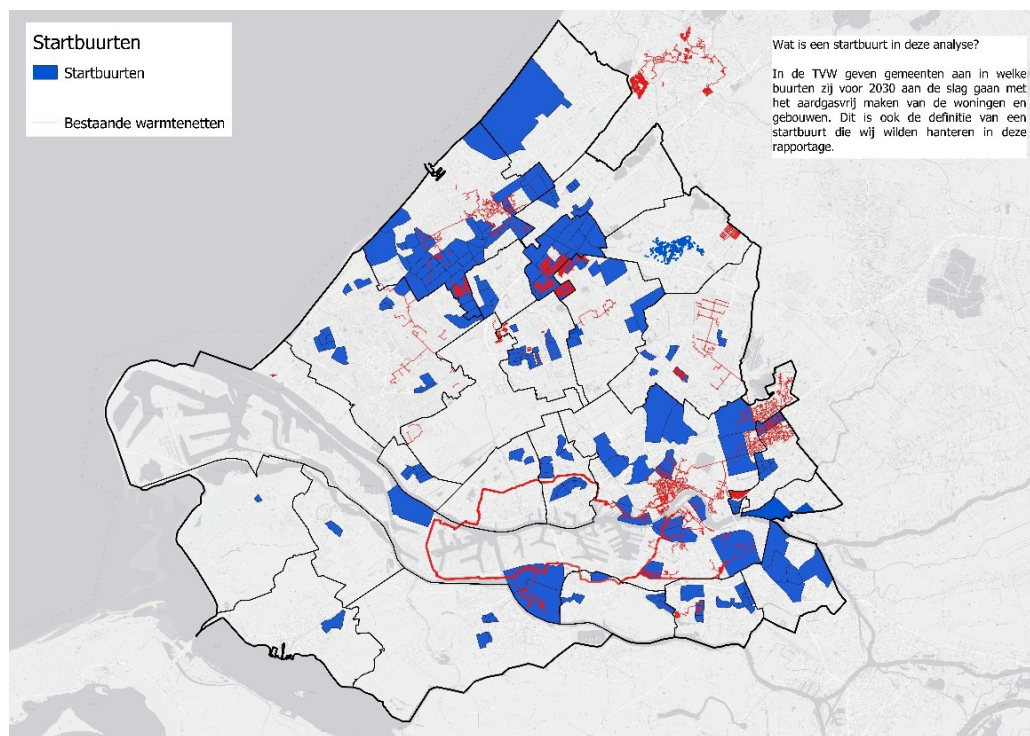 Startbuurten
Startbuurten
Bestaande warmtenetten
Wat is een startbuurt in deze analyse?
In de TVW geven gemeenten aan in welke
buurten zij voor 2030 aan de slag gaan met
het aardgasvrij maken van de woningen en
gebouwen. Dit is ook de definitie van een
startbuurt die wij wilden hanteren in deze
rapportage.